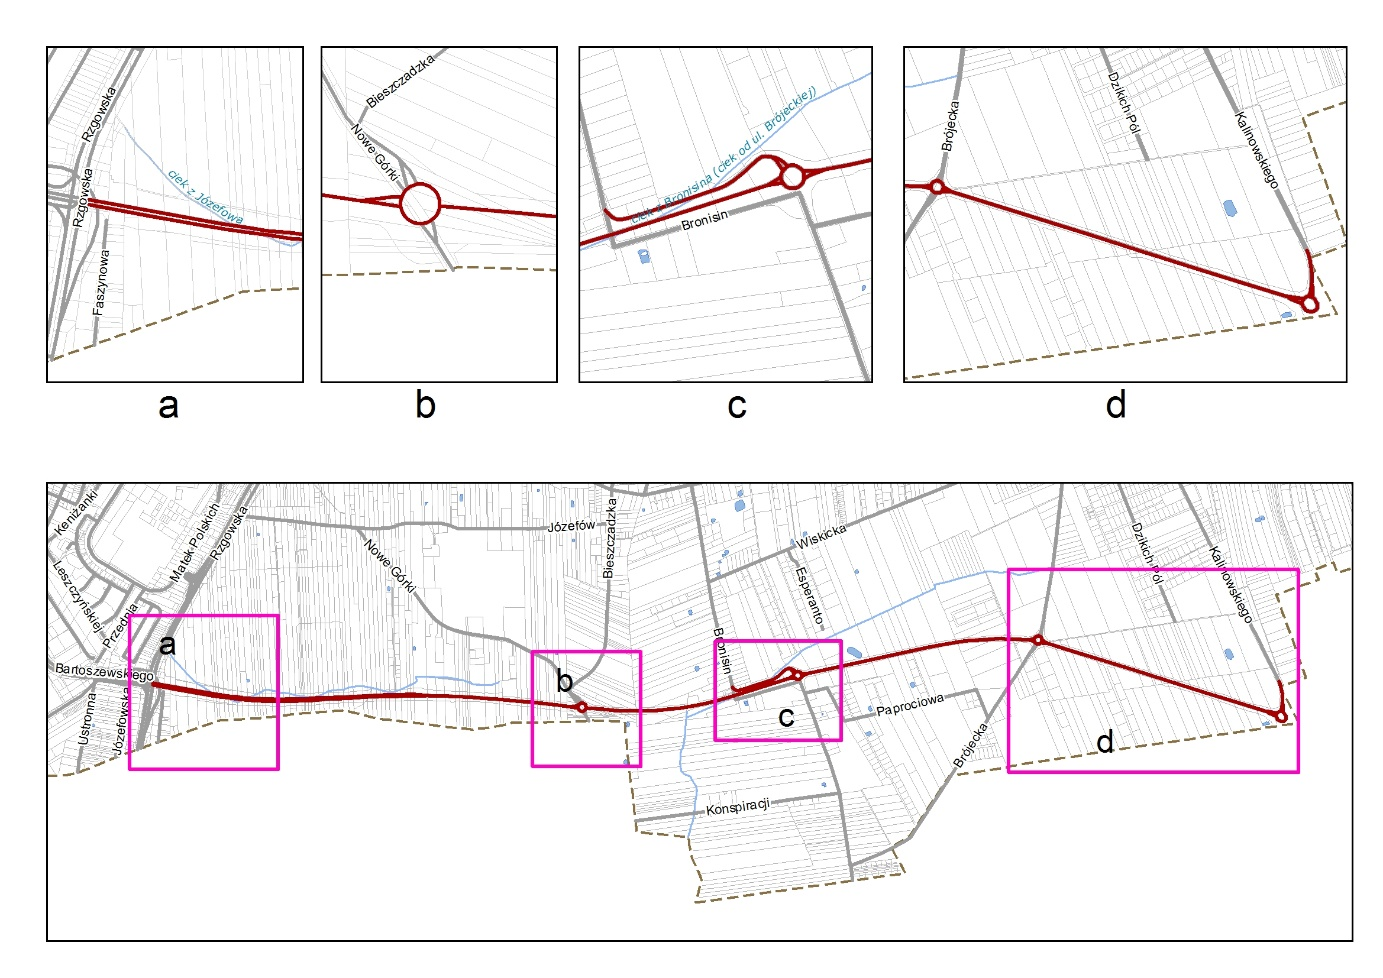 Rzgowska
Rzgowska
ciek z Józefowa
Faszynowa
a
Bieszczadzka
Nowe Górki
b
ciek z Bronisina (ciek od ul. Brójeckiej)
Bronisin
c
Brójecka
Dzikich Pól
Kalinowskiego
d
Keniżanki
Matek Polskich
Rzgowska
Leszczyńskiej
Przednia
a
Bartoszewskiego
Ustronna
Józefowska
Nowe Górki
Józefów
Bieszczadzka
b
Bronisin
Wiskicka
Esperanto
c
Paprociowa
Konspiracji
Brójecka
Dzikich Pól
Kalinowskiego
d